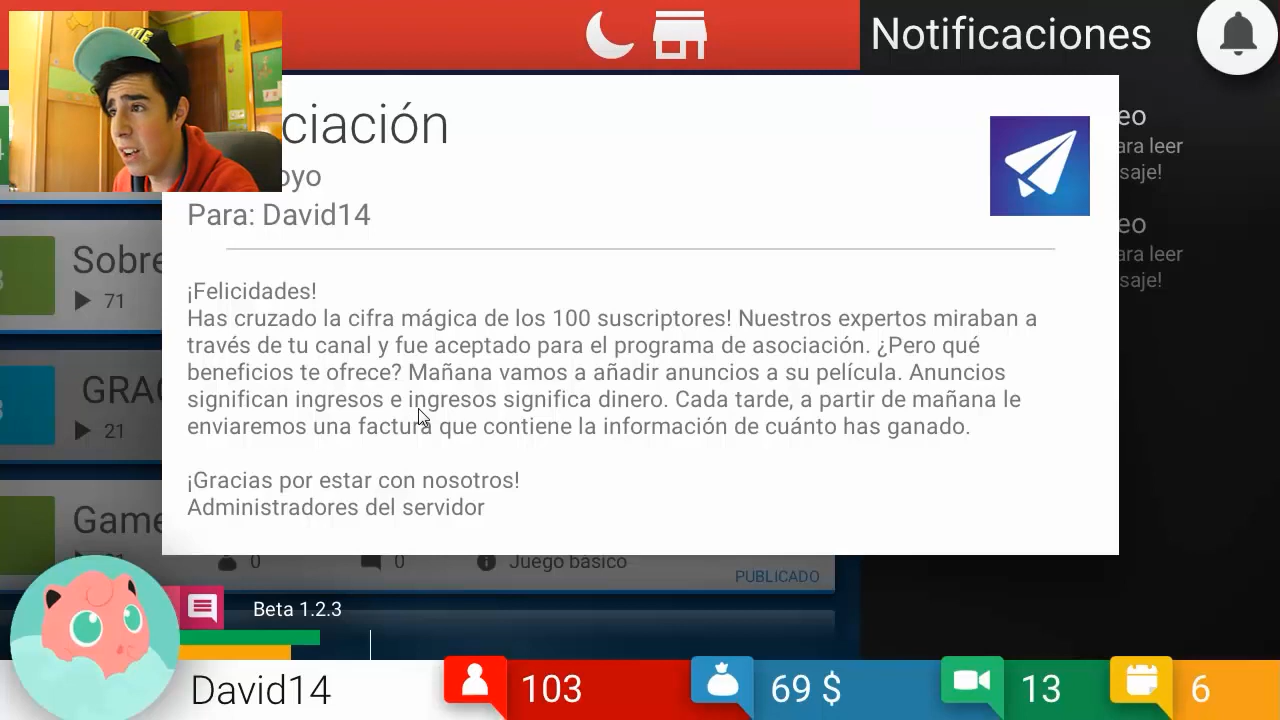 Notificaciones
ciación
oyo
Para: David14
eo
ara leer
saje!
eo
ara leer
saje!
Sobre
71
GRAC
21
Game
¡Felicidades!
Has cruzado la cifra mágica de los 100 suscriptores! Nuestros expertos miraban a
través de tu canal y fue aceptado para el programa de asociación. ¿Pero qué
beneficios te ofrece? Mañana vamos a añadir anuncios a su película. Anuncios
significan ingresos e ingresos significa dinero. Cada tarde, a partir de mañana le
enviaremos una factura que contiene la información de cuánto has ganado.
¡Gracias por estar con nosotros!
Administradores del servidor
0 0 Juego básico
PUBLICADO
Beta 1.2.3
David14 103 69 $ 13 6